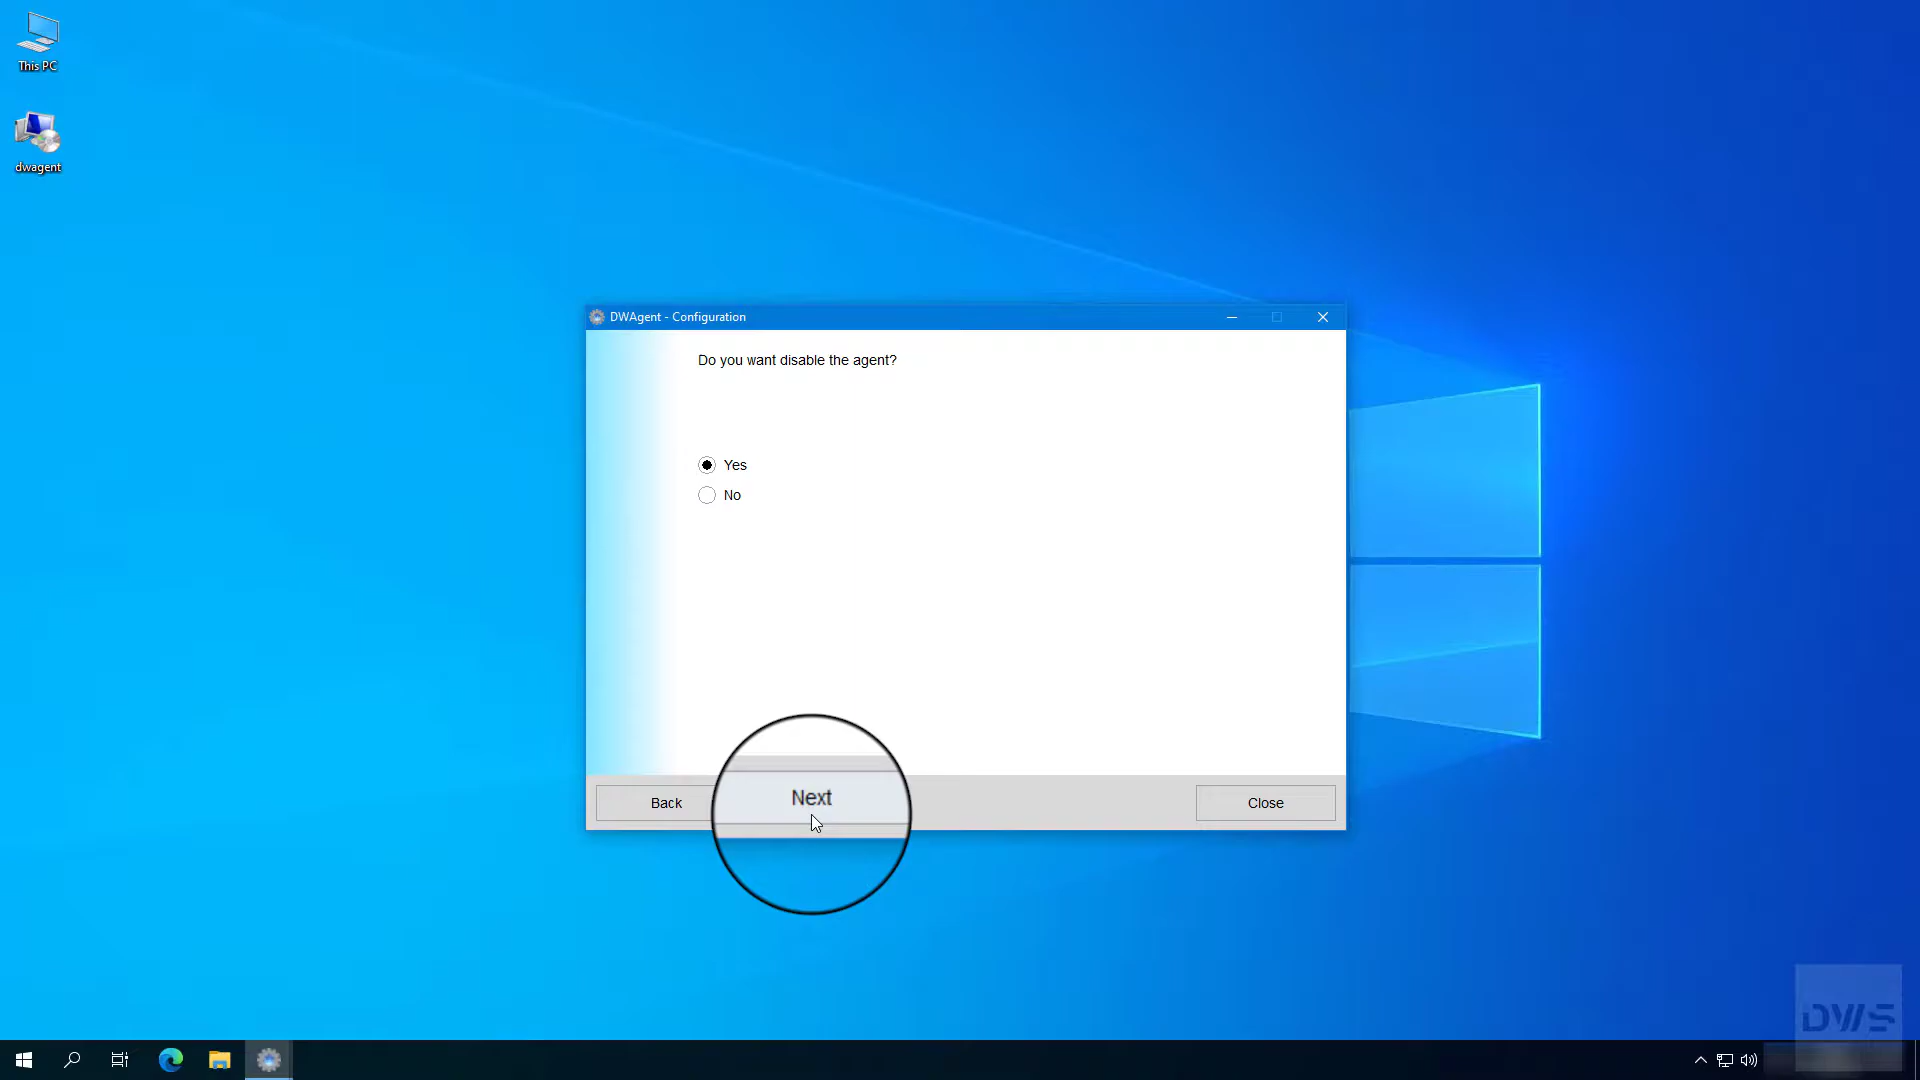 This PC
dwagent
DWAgent - Configuration
Do you want disable the agent?
Yes
No
Back
Next
Close
DWS